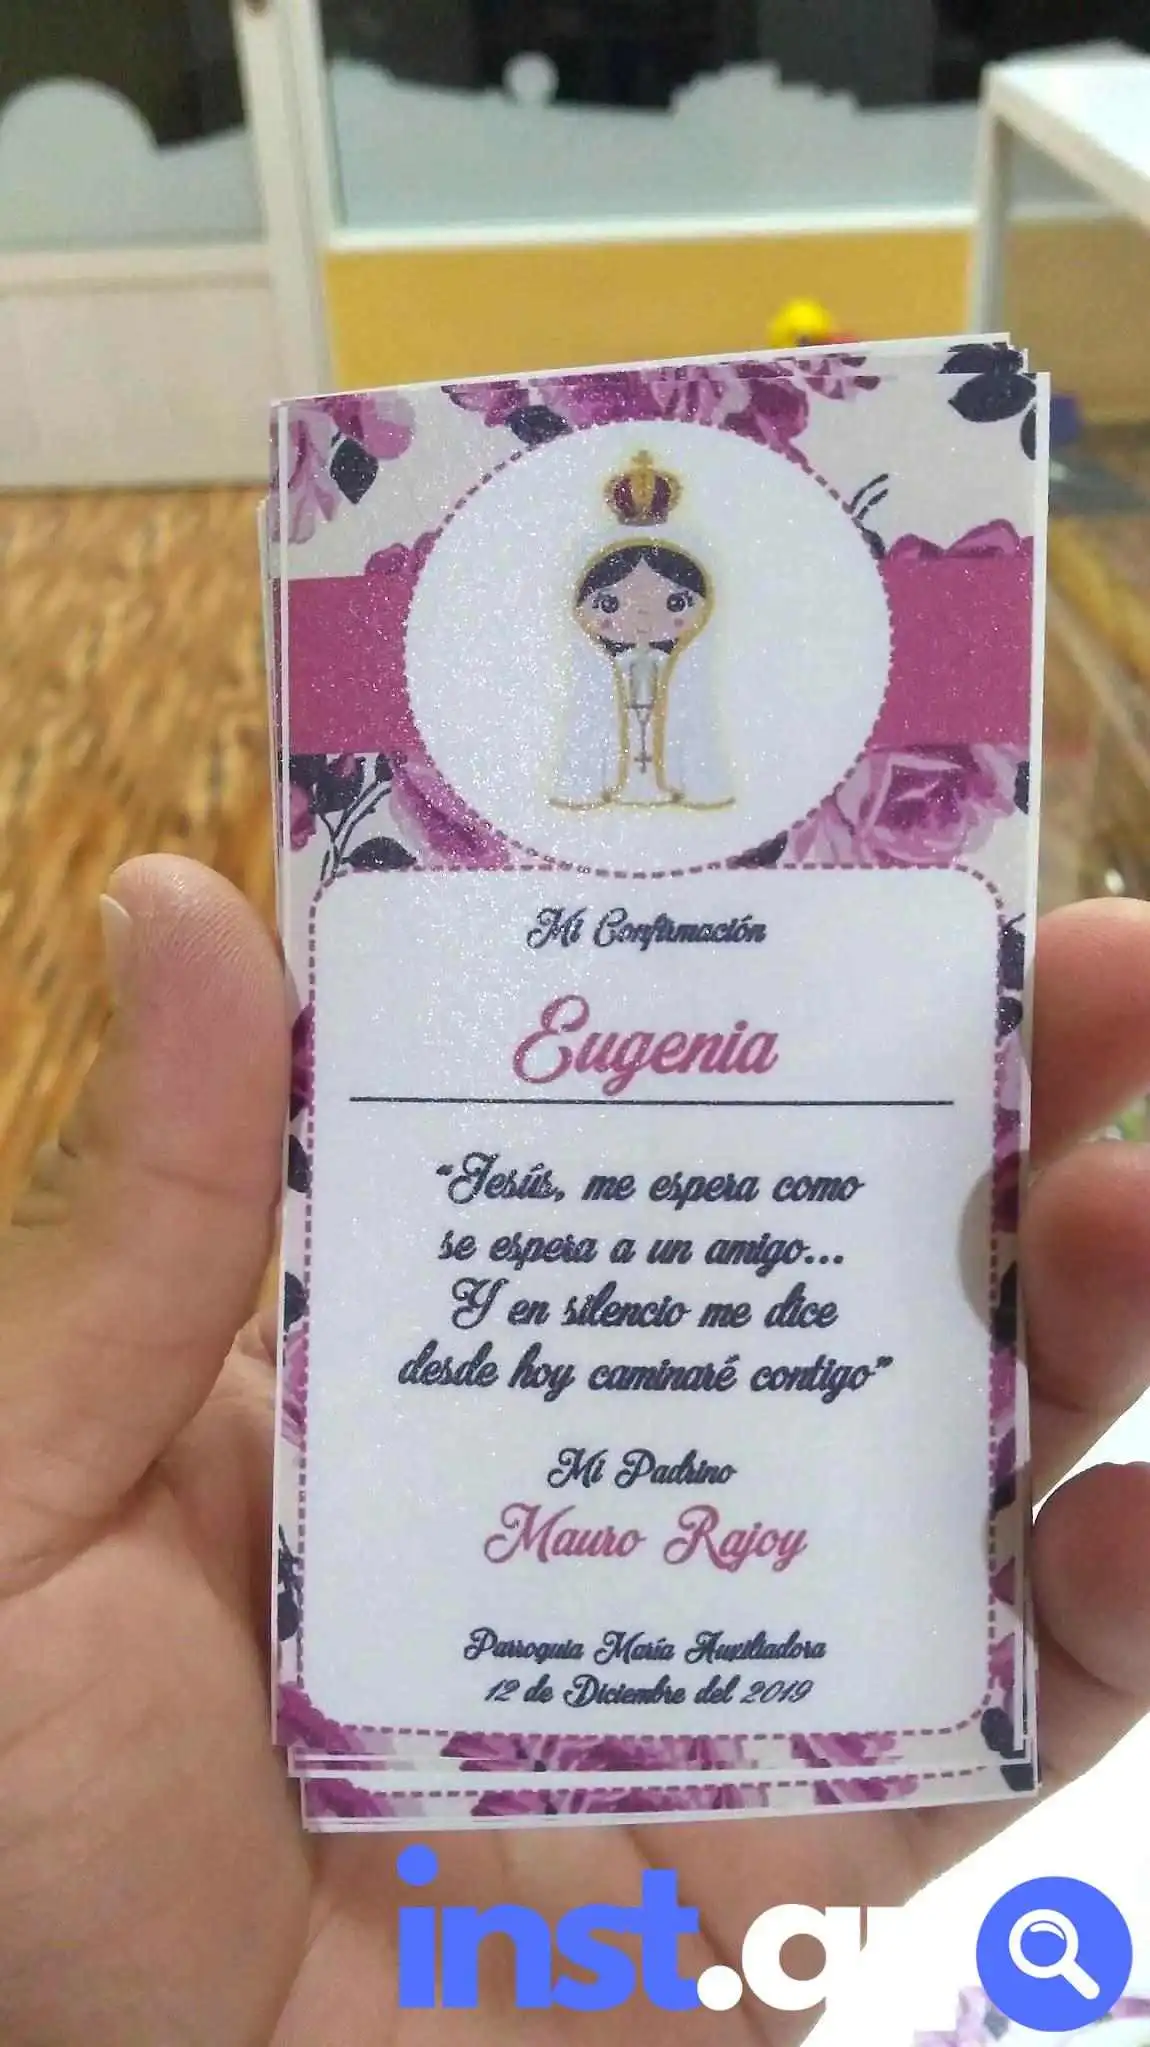 Mi Confirmación
Eugenia
“Jesús, me espera como
se espera a un amigo...
Y en silencio me dice
desde hoy caminaré contigo”
Mi Padrino
Mauro Rajoy
Parroquia María Auxiliadora
12 de Diciembre del 2019